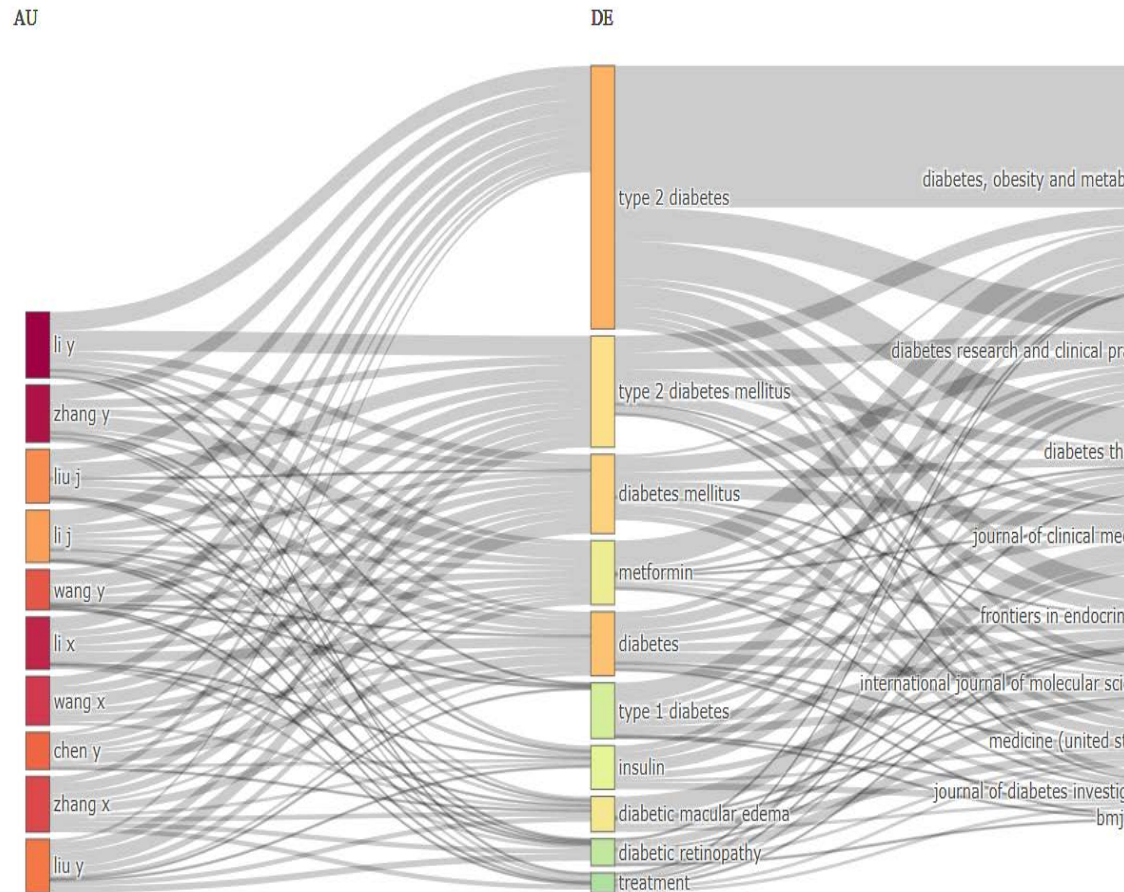 AU
DE
li y
zhang y
liu j
li j
wang y
li x
wang x
chen y
zhang x
liu y
type 2 diabetes
type 2 diabetes mellitus
diabetes mellitus
metformin
diabetes
type 1 diabetes
insulin
diabetic macular edema
diabetic retinopathy
treatment
diabetes, obesity and metab
diabetes research and clinical pra
diabetes th
journal of clinical med
frontiers in endocrin
international journal of molecular scie
medicine (united st
journal of diabetes investig
bmj